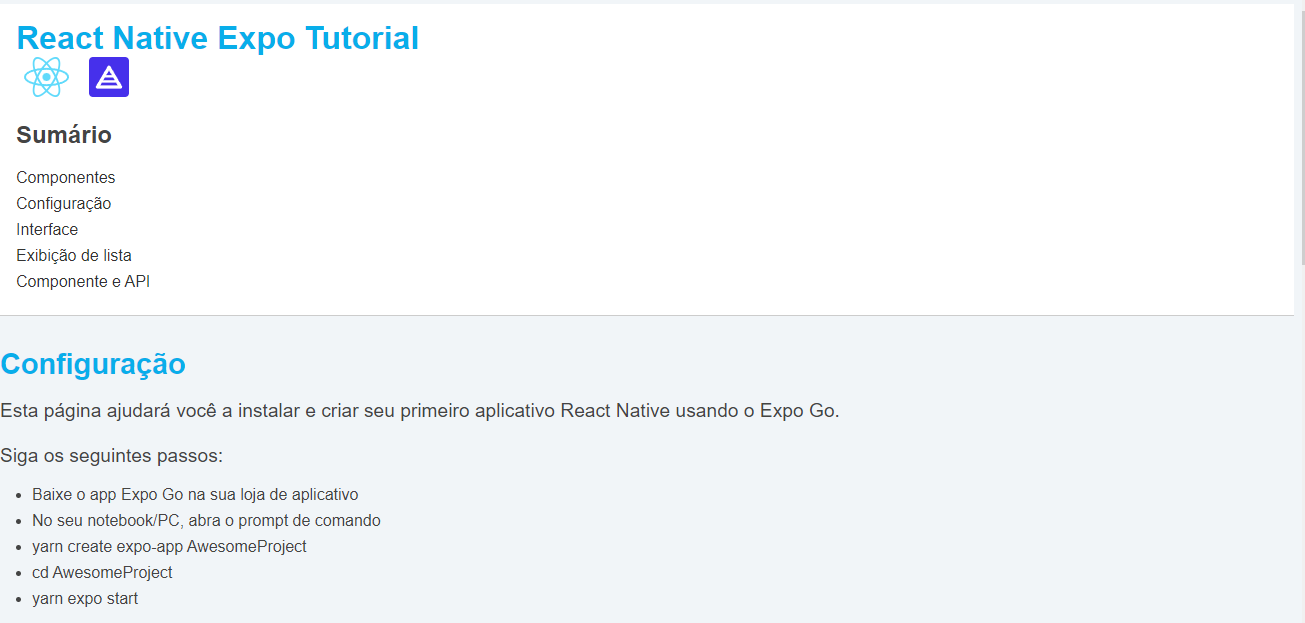 React Native Expo Tutorial
Sumário
Componentes
Configuração
Interface
Exibição de lista
Componente e API
Configuração
Esta página ajudará você a instalar e criar seu primeiro aplicativo React Native usando o Expo Go.
Siga os seguintes passos:
Baixe o app Expo Go na sua loja de aplicativo
No seu notebook/PC, abra o prompt de comando
yarn create expo-app AwesomeProject
cd AwesomeProject
yarn expo start